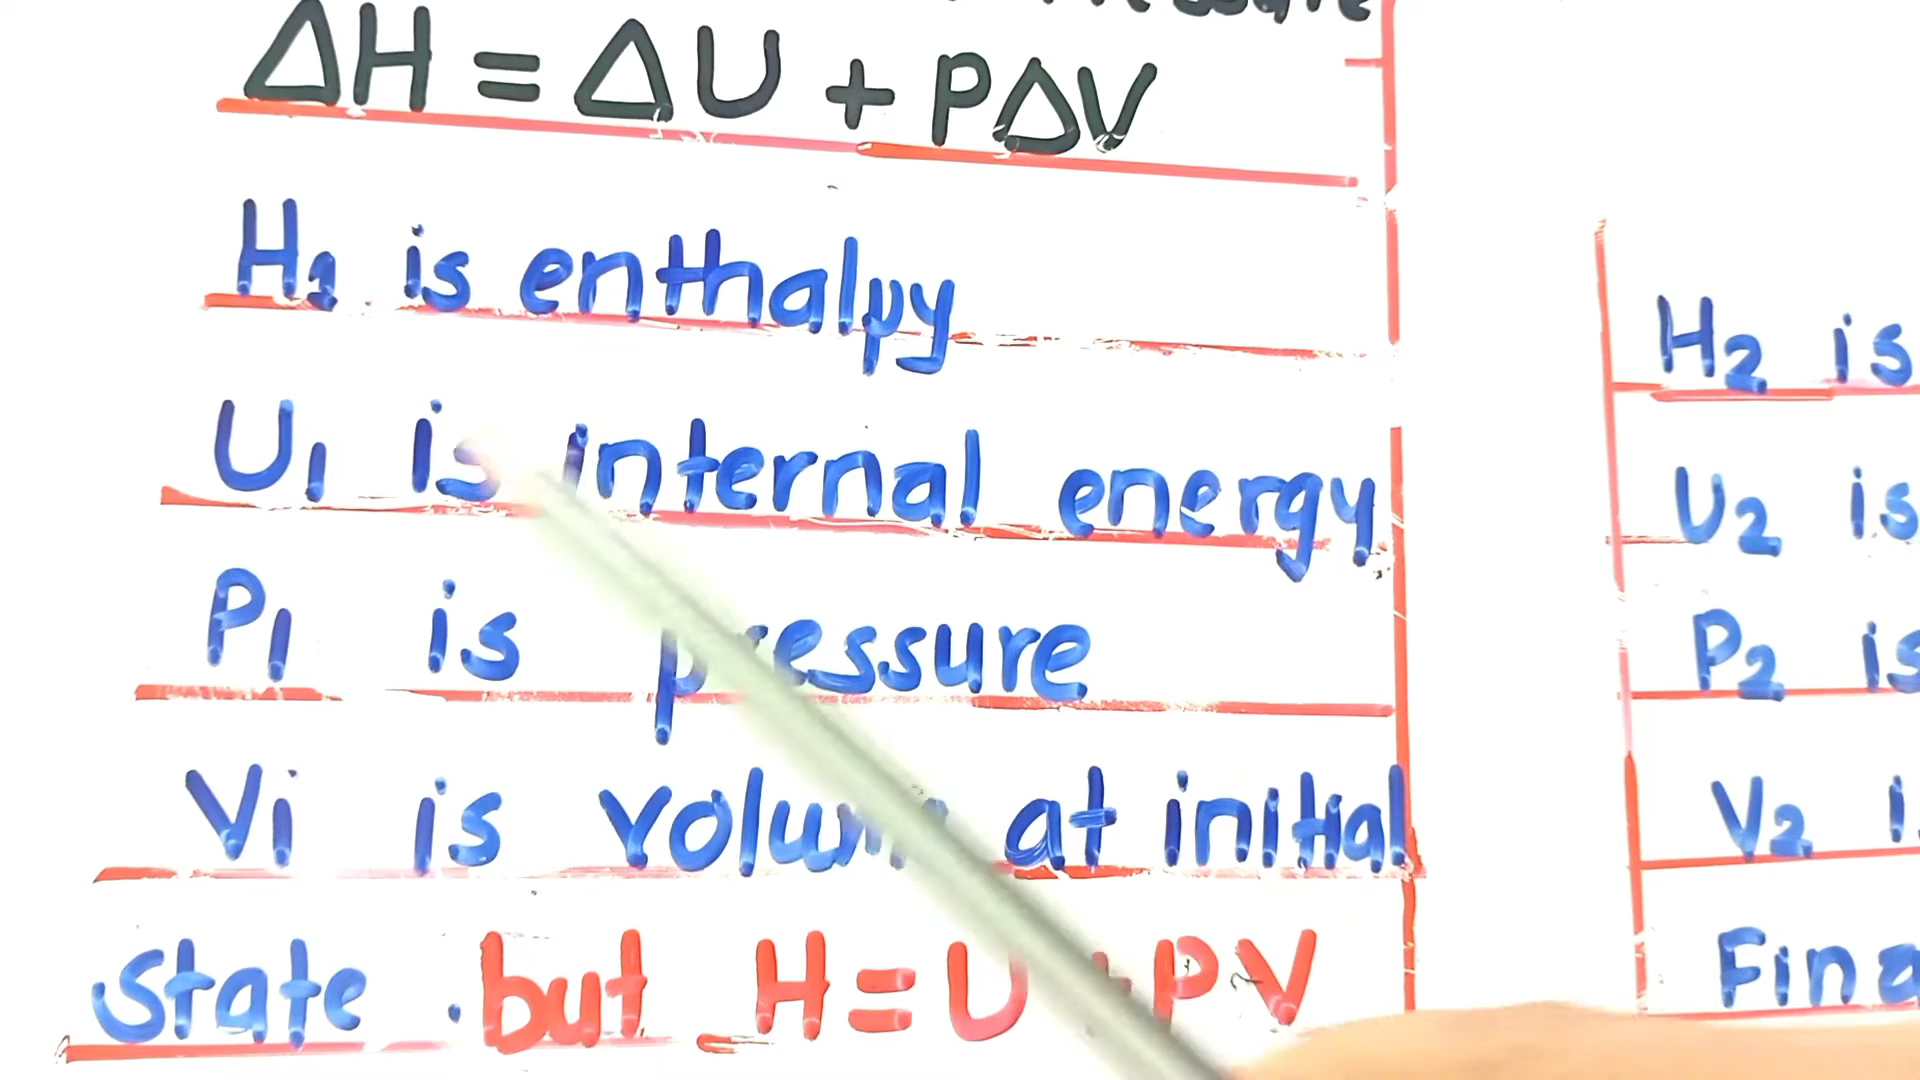 ΔH = ΔU + PΔV
H1 is enthalpy
U1 is internal energy
P1 is pressure
Vi is volume at initial
state . but H = U + PV
H2 is
U2 is
P2 is
V2